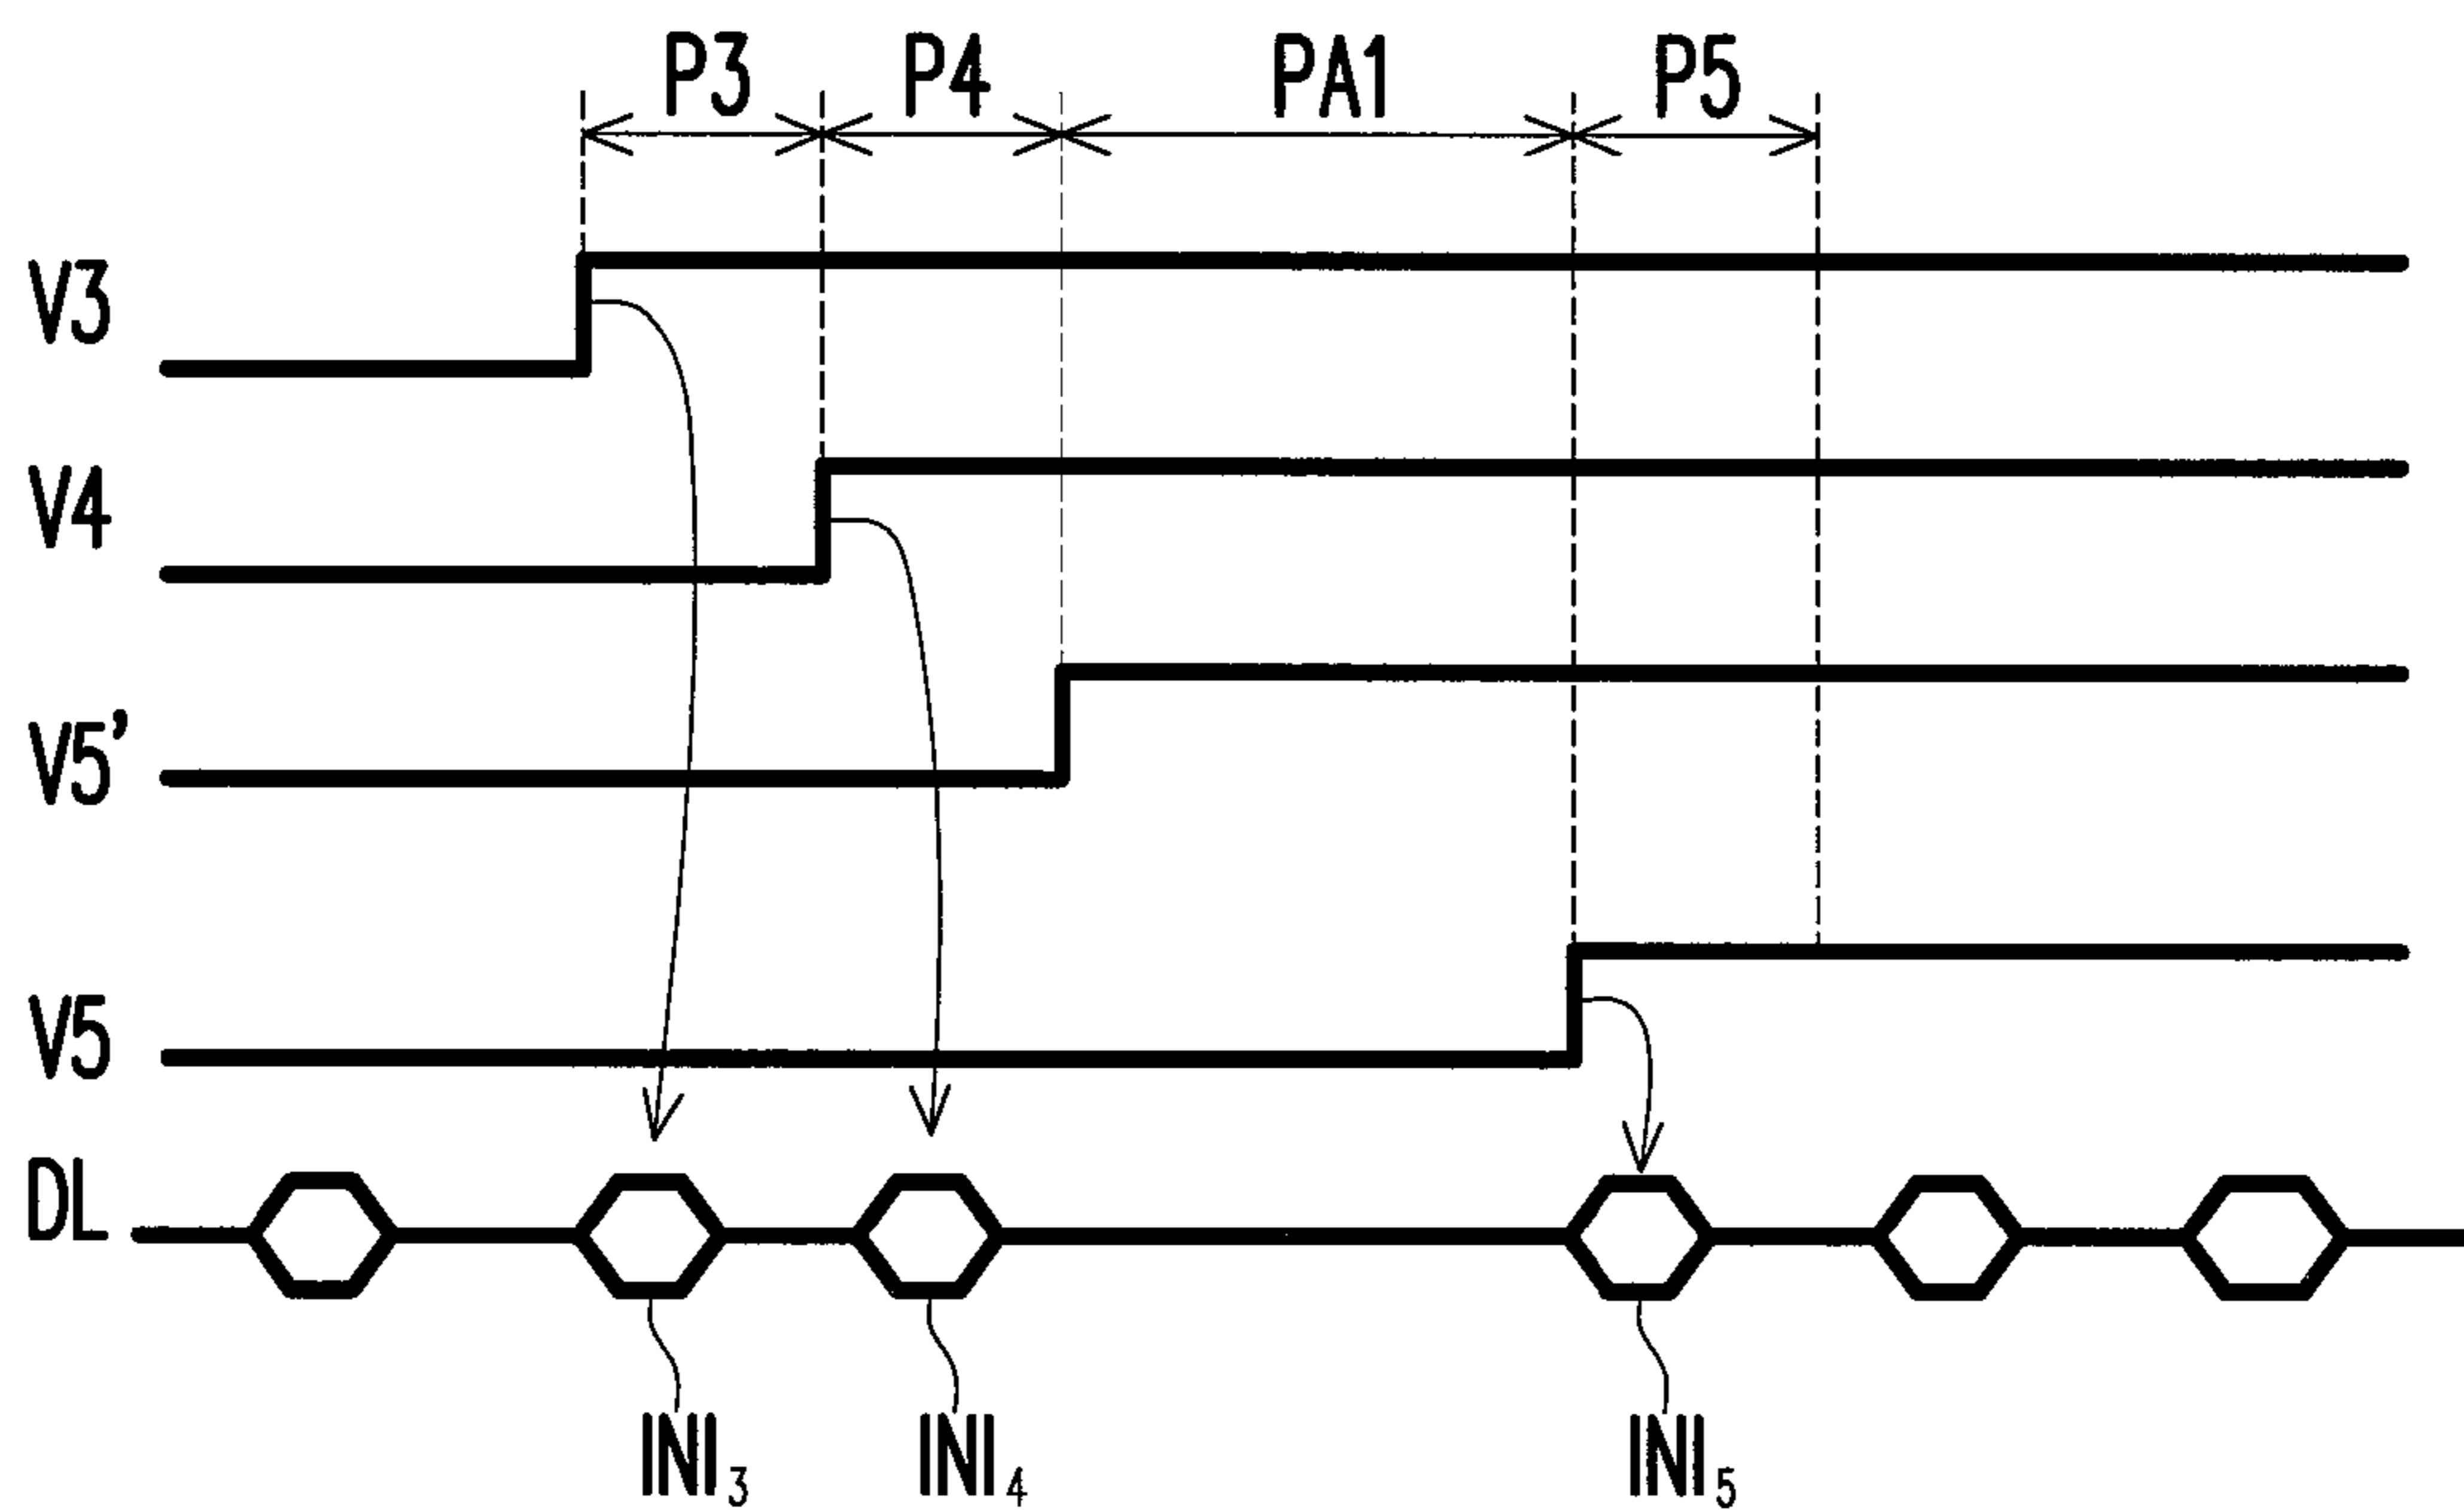 P3 P4 PA1 P5
V3
V4
V5’
V5
DL
INI₃ INI₄ INI₅